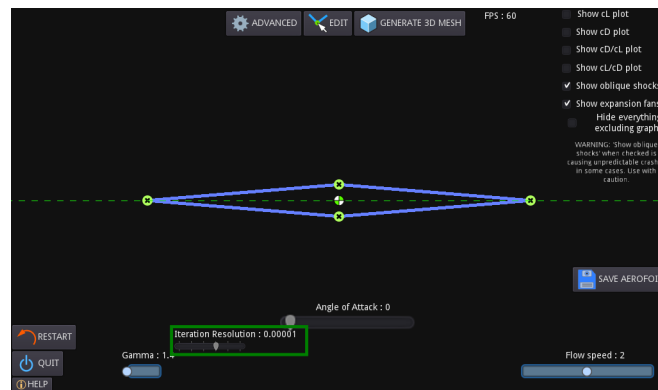 ADVANCED
EDIT
GENERATE 3D MESH
FPS : 60
Show cL plot
Show cD plot
Show cD/cL plot
Show cL/cD plot
Show oblique shocks
Show expansion fans
Hide everything
excluding graph
WARNING: 'Show oblique
shocks' when checked is
causing unpredictable crash
in some cases. Use with
caution.
SAVE AEROFOI
Angle of Attack : 0
Iteration Resolution : 0.00001
RESTART
Gamma : 1.4
Flow speed : 2
QUIT
HELP